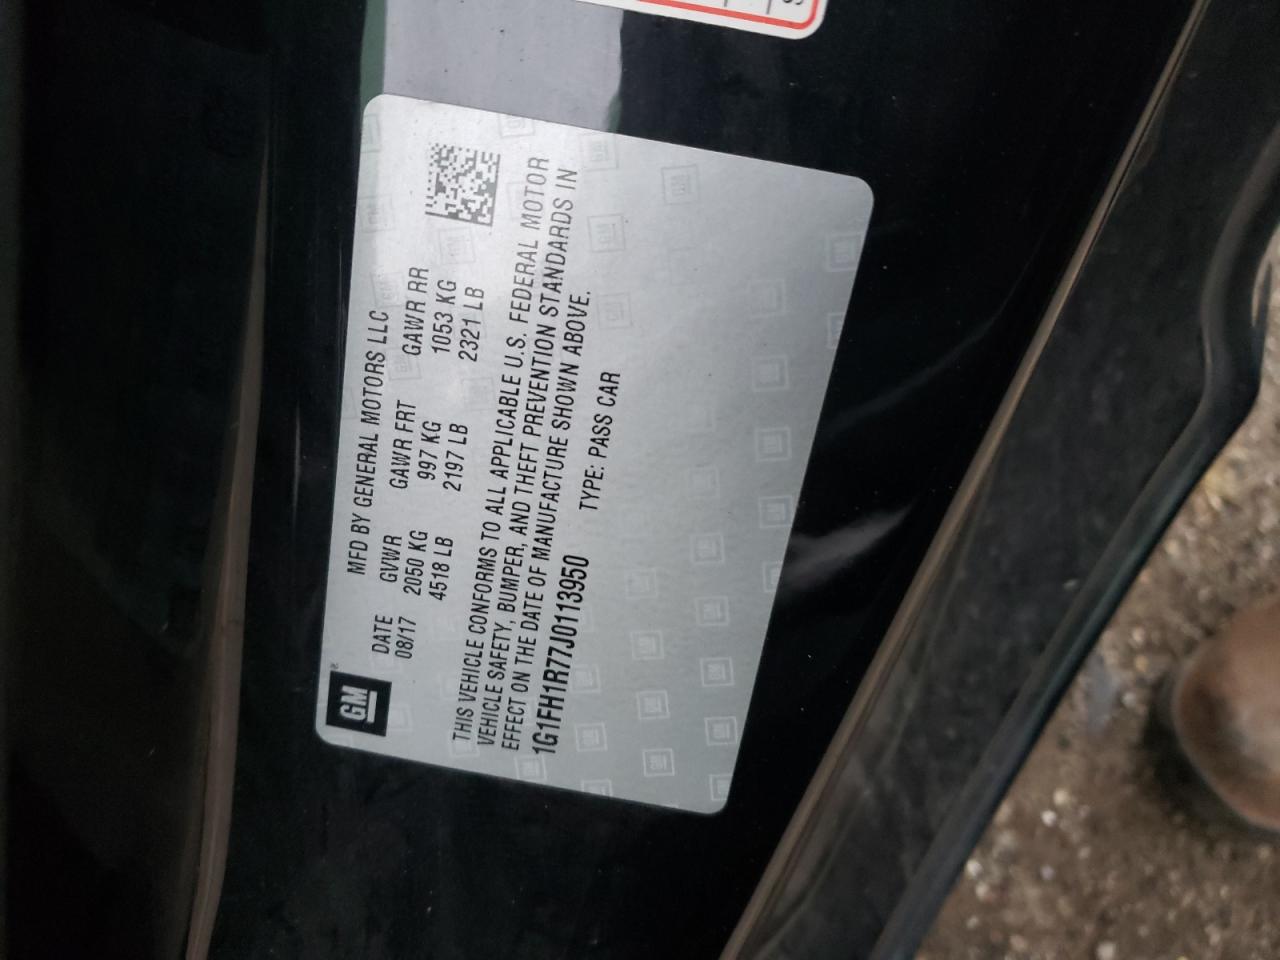 GM
MFD BY GENERAL MOTORS LLC
DATE GVWR GAWR FRT GAWR RR
08/17 2050 KG 997 KG 1053 KG
4518 LB 2197 LB 2321 LB
THIS VEHICLE CONFORMS TO ALL APPLICABLE U.S. FEDERAL MOTOR
VEHICLE SAFETY, BUMPER, AND THEFT PREVENTION STANDARDS IN
EFFECT ON THE DATE OF MANUFACTURE SHOWN ABOVE.
1G1FH1R77J0113950 TYPE: PASS CAR